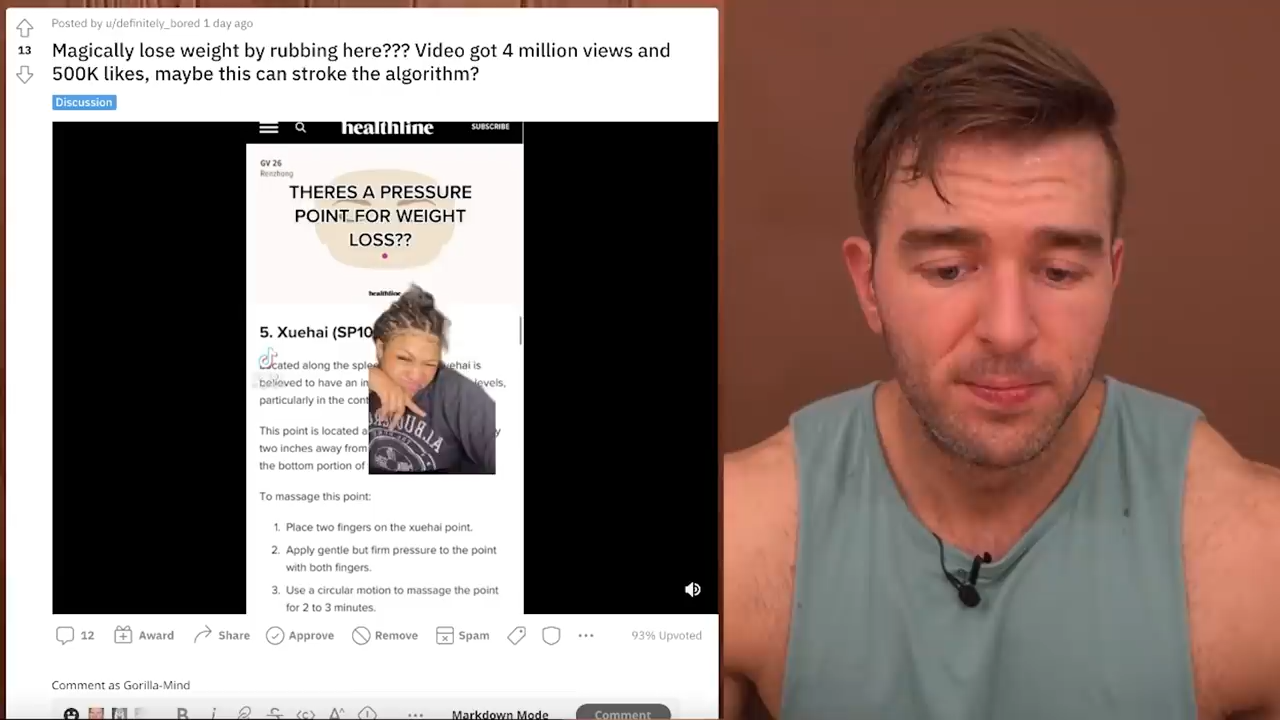 Posted by u/definitely_bored 1 day ago
13
Magically lose weight by rubbing here??? Video got 4 million views and
500K likes, maybe this can stroke the algorithm?
Discussion
healthline
SUBSCRIBE
GV 26
Renzhong
THERES A PRESSURE
POINT FOR WEIGHT
LOSS??
healthline
5. Xuehai (SP10
Located along the
believed to have an levels,
particularly in the
This point is located
two inches away from
the bottom portion of
To massage this point:
1. Place two fingers on the xuehai point.
2. Apply gentle but firm pressure to the point
with both fingers.
3. Use a circular motion to massage the point
for 2 to 3 minutes.
12 Award Share Approve Remove Spam ... 93% Upvoted
Comment as Gorilla-Mind
B i ... Markdown Mode Comment